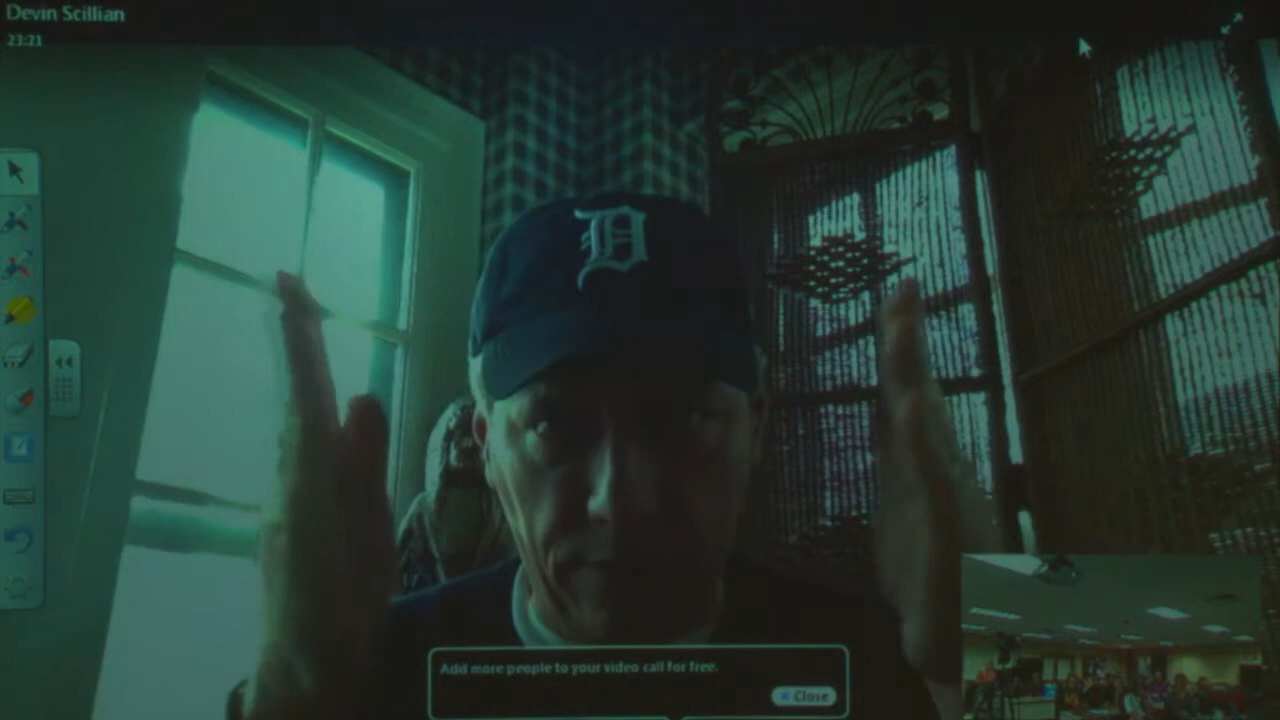 Devin Scillian
23:21
D
Add more people to your video call for free.
Close